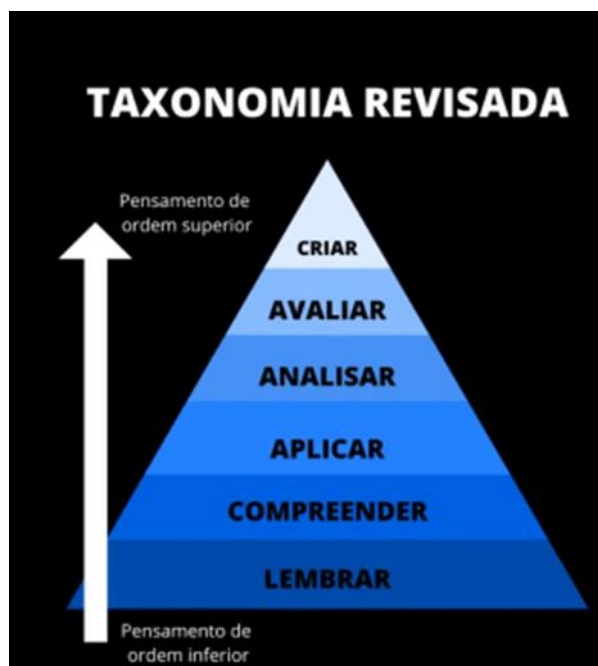 TAXONOMIA REVISADA
Pensamento de
ordem superior
CRIAR
AVALIAR
ANALISAR
APLICAR
COMPREENDER
LEMBRAR
Pensamento de
ordem inferior